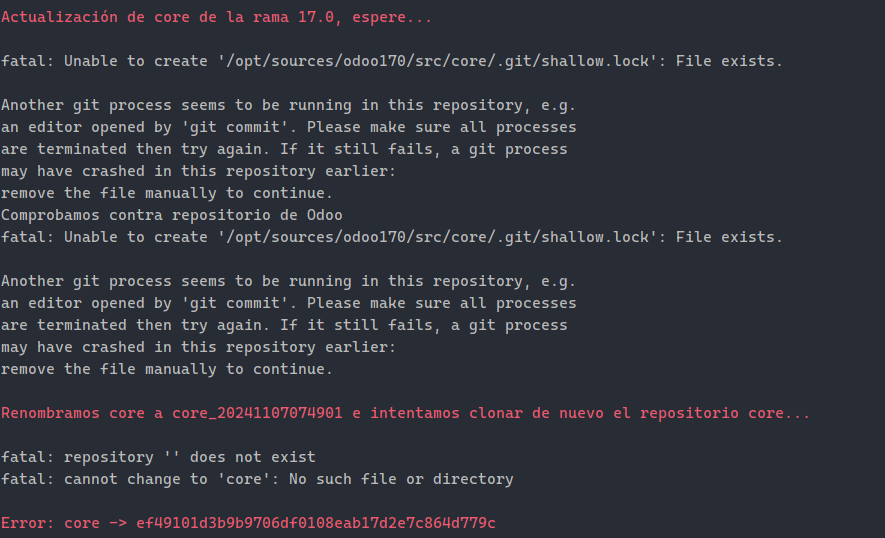 Actualización de core de la rama 17.0, espere...
fatal: Unable to create '/opt/sources/odoo170/src/core/.git/shallow.lock': File exists.
Another git process seems to be running in this repository, e.g.
an editor opened by 'git commit'. Please make sure all processes
are terminated then try again. If it still fails, a git process
may have crashed in this repository earlier:
remove the file manually to continue.
Comprobamos contra repositorio de Odoo
fatal: Unable to create '/opt/sources/odoo170/src/core/.git/shallow.lock': File exists.
Another git process seems to be running in this repository, e.g.
an editor opened by 'git commit'. Please make sure all processes
are terminated then try again. If it still fails, a git process
may have crashed in this repository earlier:
remove the file manually to continue.
Renombramos core a core_20241107074901 e intentamos clonar de nuevo el repositorio core...
fatal: repository '' does not exist
fatal: cannot change to 'core': No such file or directory
Error: core -> ef49101d3b9b9706df0108eab17d2e7c864d779c